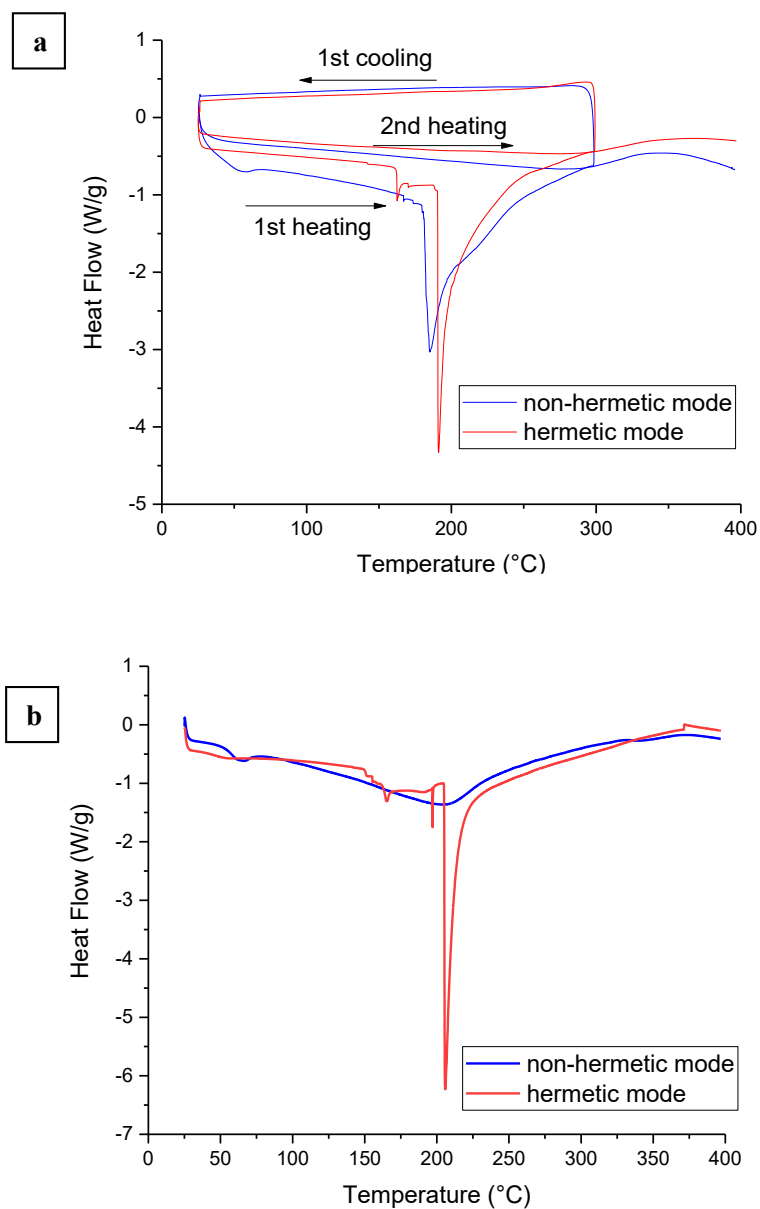 a
1
0
-1
-2
-3
-4
-5
0
100
200
300
400
Heat Flow (W/g)
Temperature (°C)
1st cooling
2nd heating
1st heating
non-hermetic mode
hermetic mode
b
1
0
-1
-2
-3
-4
-5
-6
-7
0
50
100
150
200
250
300
350
400
Heat Flow (W/g)
Temperature (°C)
non-hermetic mode
hermetic mode